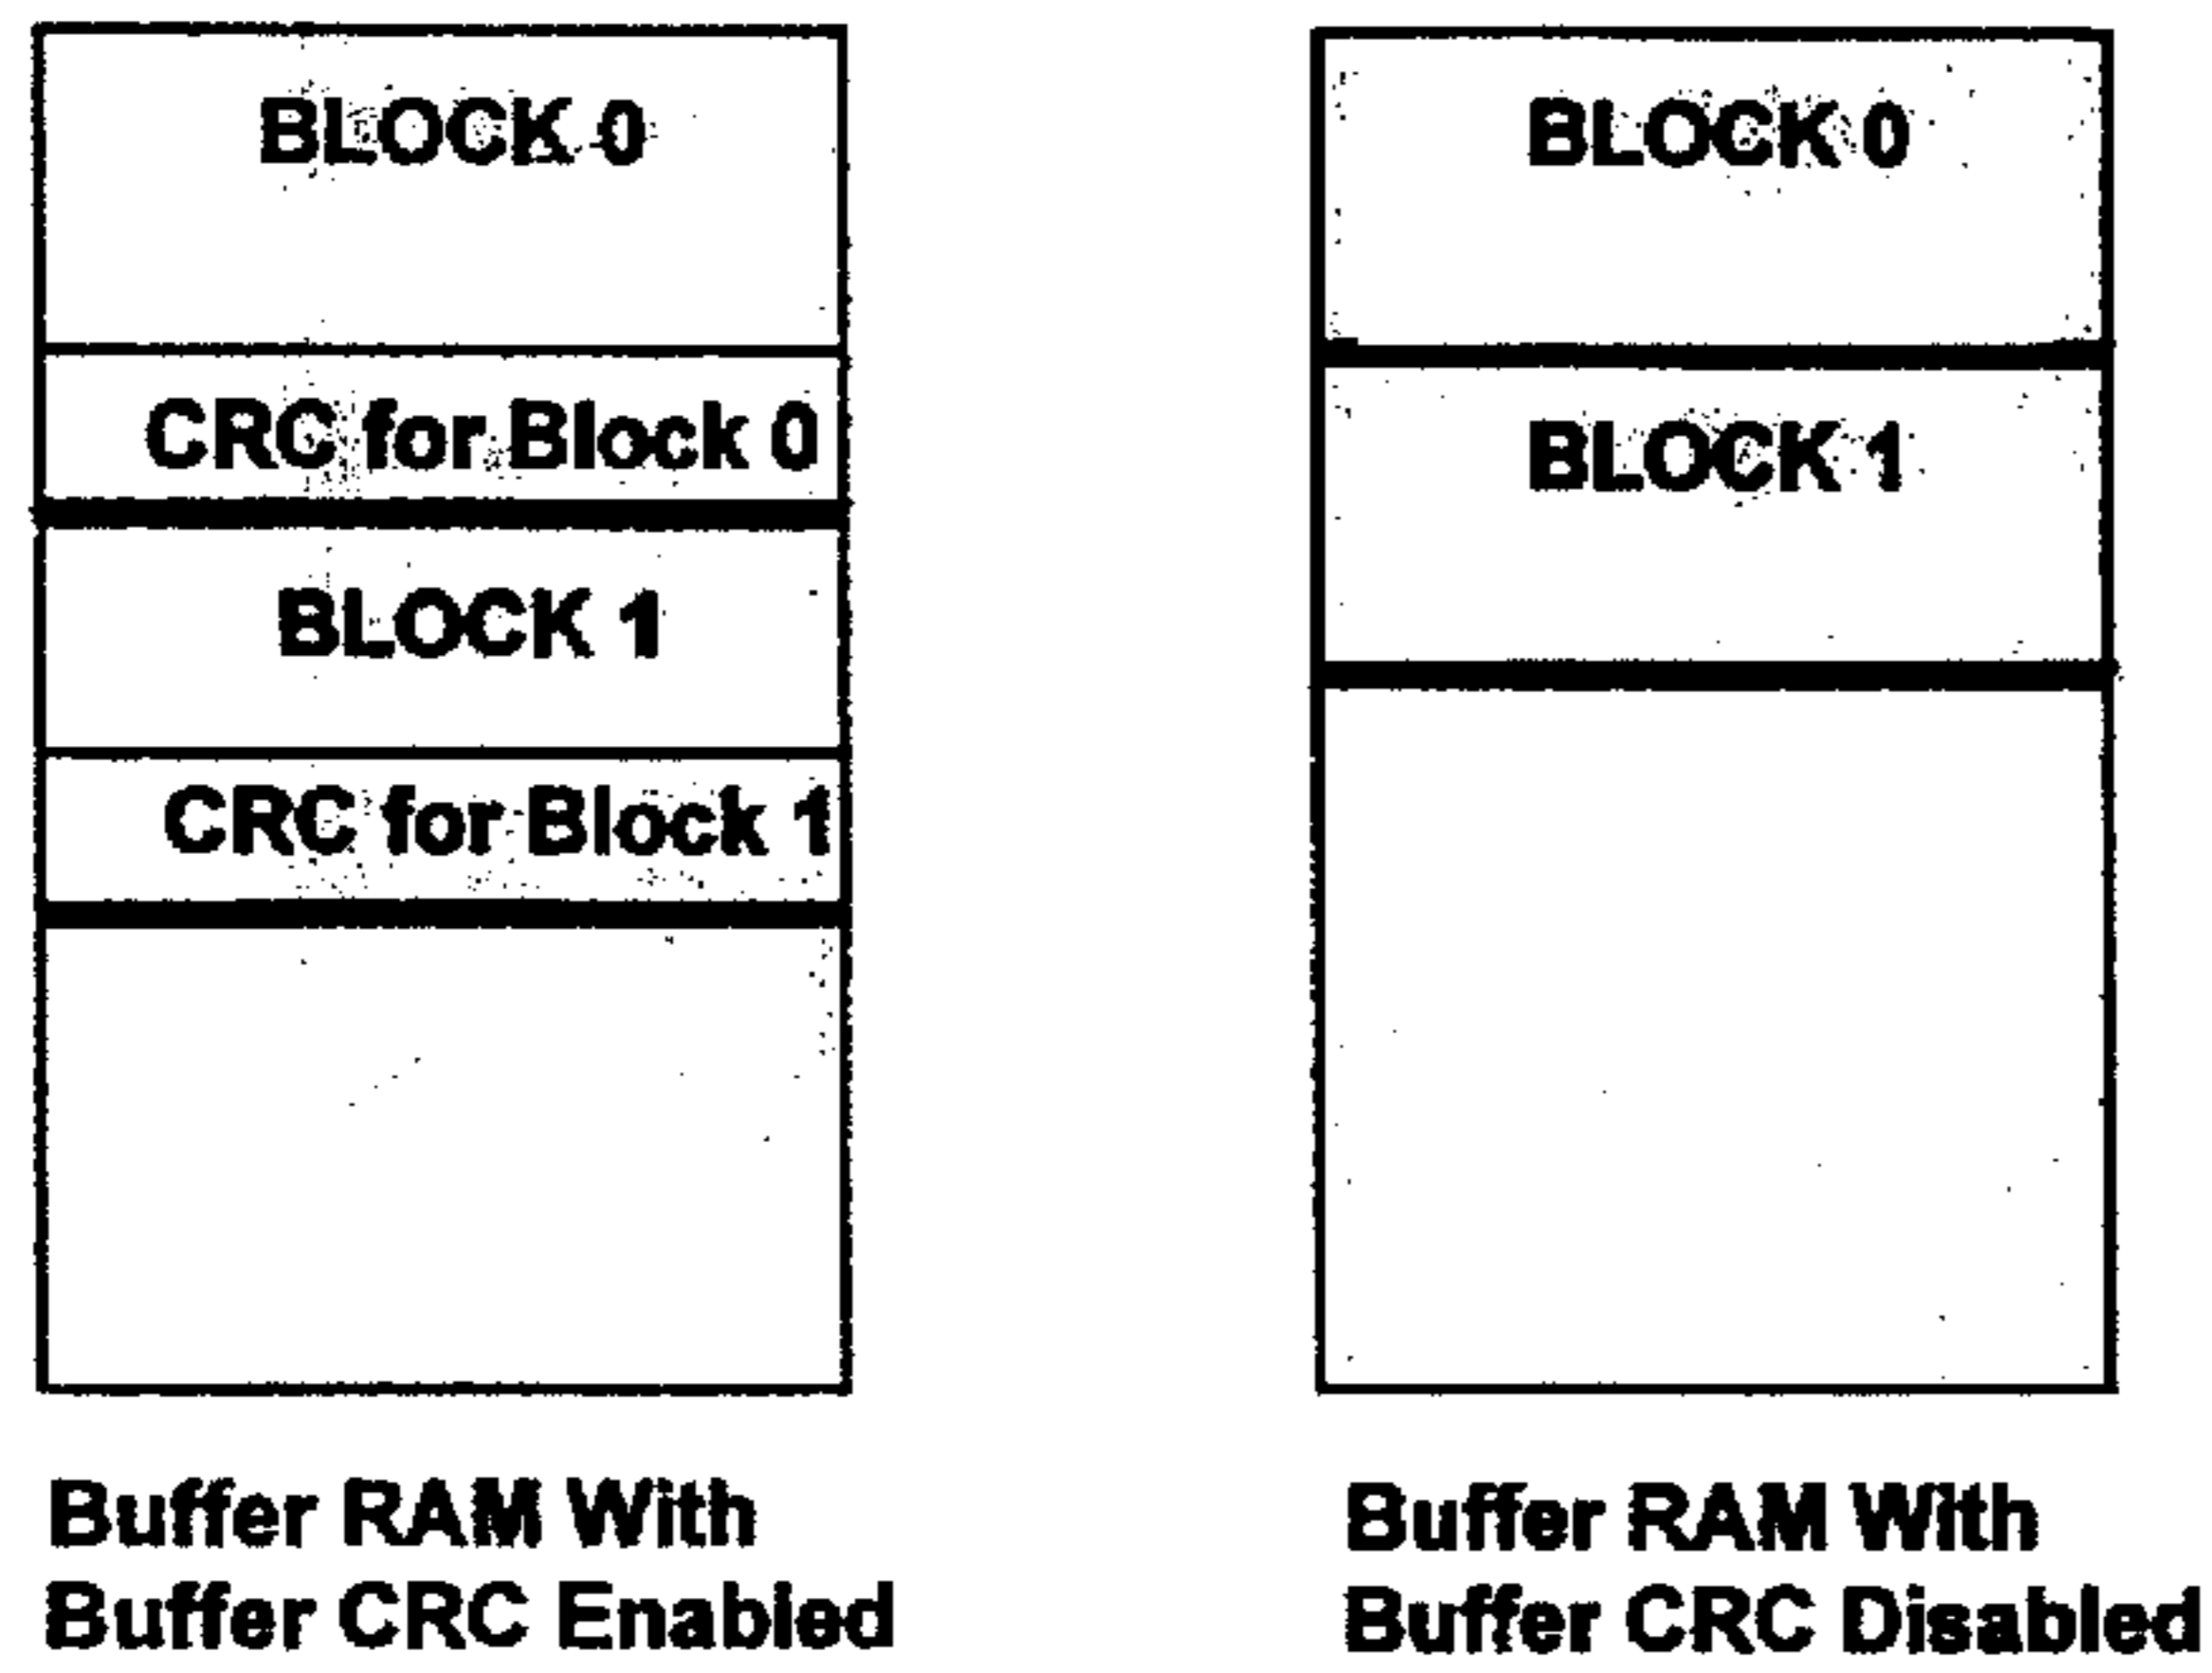 BLOCK 0
CRC for Block 0
BLOCK 1
CRC for Block 1
Buffer RAM With
Buffer CRC Enabled
BLOCK 0
BLOCK 1
Buffer RAM With
Buffer CRC Disabled